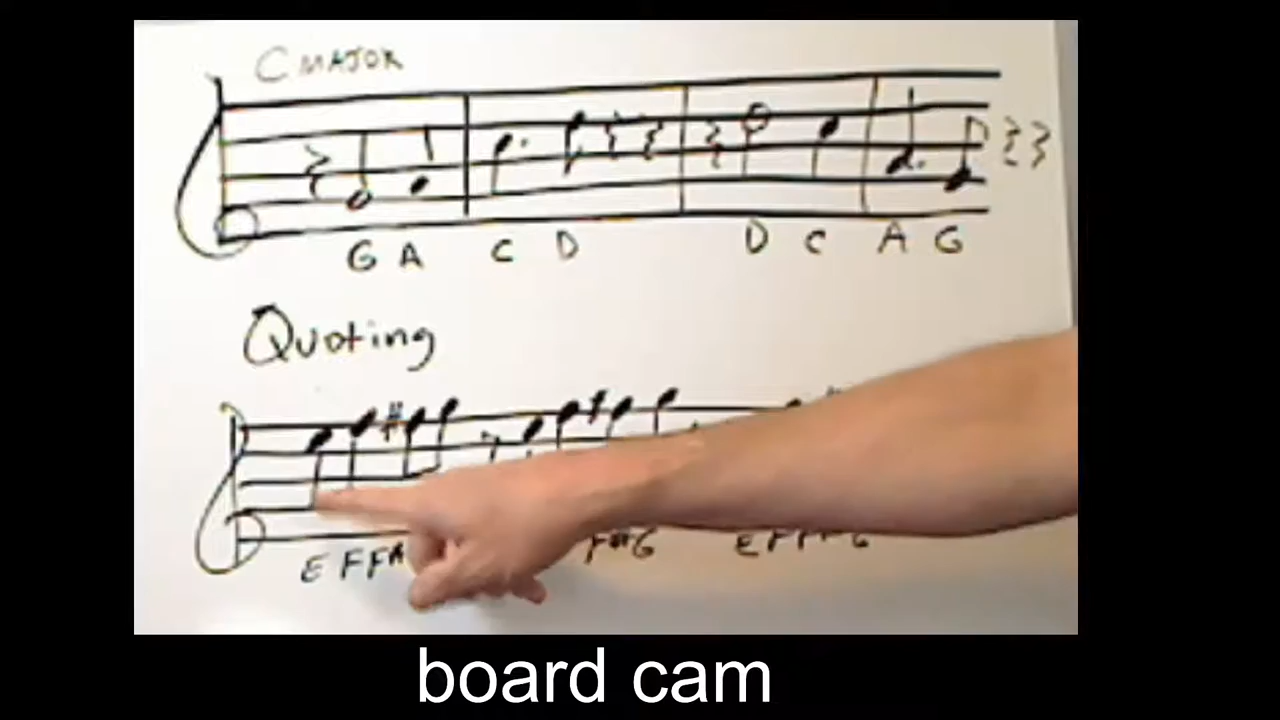 C MAJOR
G A C D D C A G
Quoting
E F F# F#G E F F# G
board cam